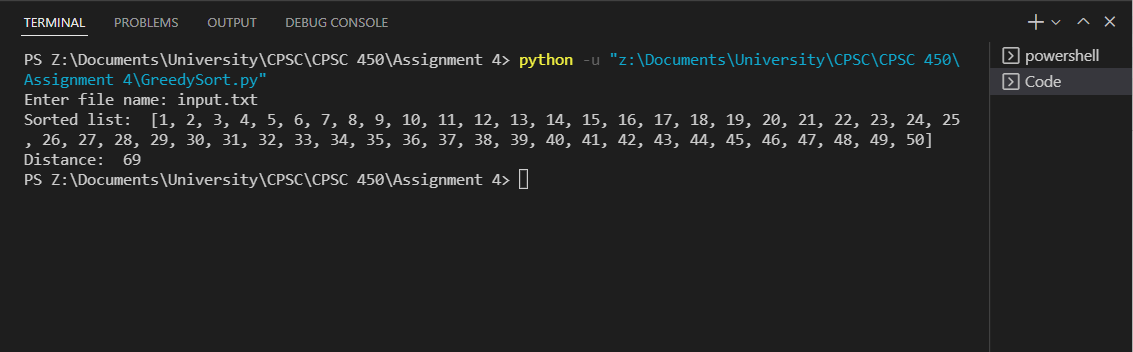 TERMINAL PROBLEMS OUTPUT DEBUG CONSOLE
PS Z:\Documents\University\CPSC\CPSC 450\Assignment 4> python -u "z:\Documents\University\CPSC\CPSC 450\
Assignment 4\GreedySort.py"
Enter file name: input.txt
Sorted list:  [1, 2, 3, 4, 5, 6, 7, 8, 9, 10, 11, 12, 13, 14, 15, 16, 17, 18, 19, 20, 21, 22, 23, 24, 25
, 26, 27, 28, 29, 30, 31, 32, 33, 34, 35, 36, 37, 38, 39, 40, 41, 42, 43, 44, 45, 46, 47, 48, 49, 50]
Distance:  69
PS Z:\Documents\University\CPSC\CPSC 450\Assignment 4>
powershell
Code